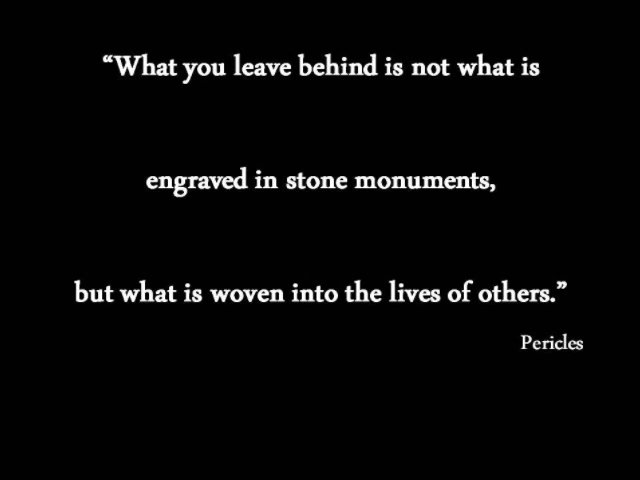 “What you leave behind is not what is
engraved in stone monuments,
but what is woven into the lives of others.”
Pericles